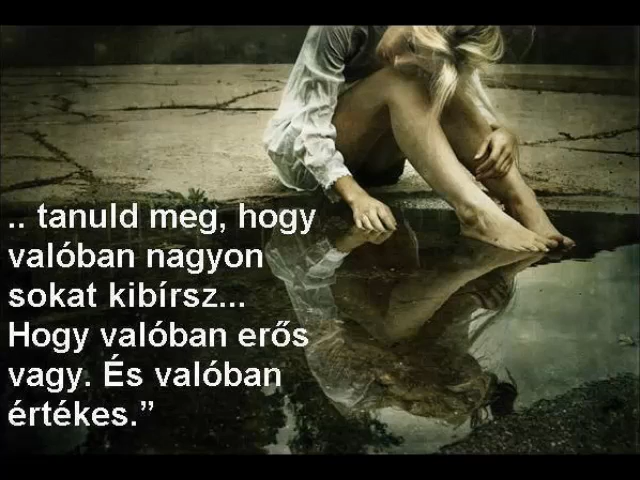 .. tanuld meg, hogy
valóban nagyon
sokat kibírsz...
Hogy valóban erős
vagy. És valóban
értékes.”